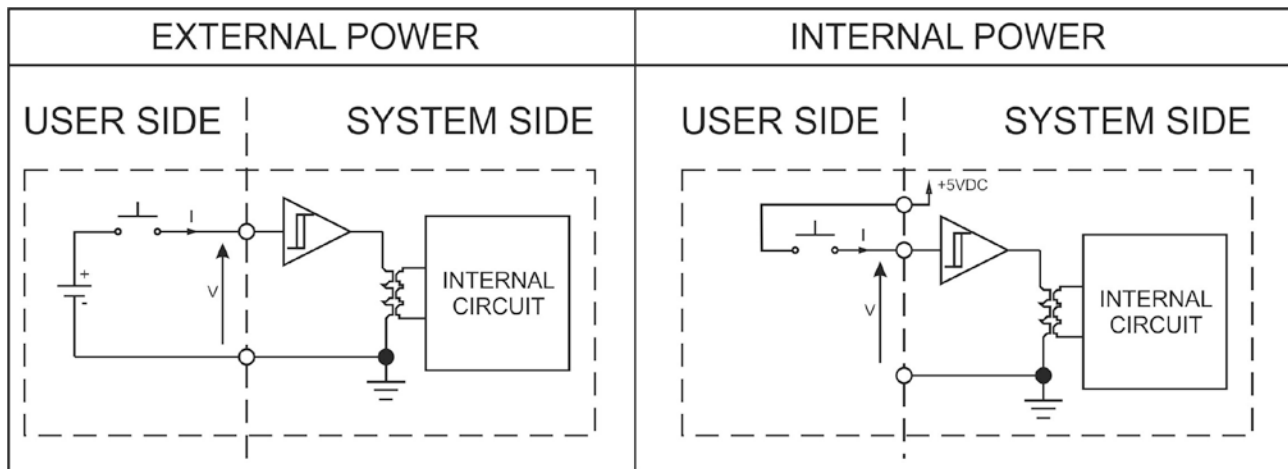 EXTERNAL POWER
USER SIDE
SYSTEM SIDE
I
+
-
V
INTERNAL
CIRCUIT
INTERNAL POWER
USER SIDE
SYSTEM SIDE
+5VDC
I
V
INTERNAL
CIRCUIT